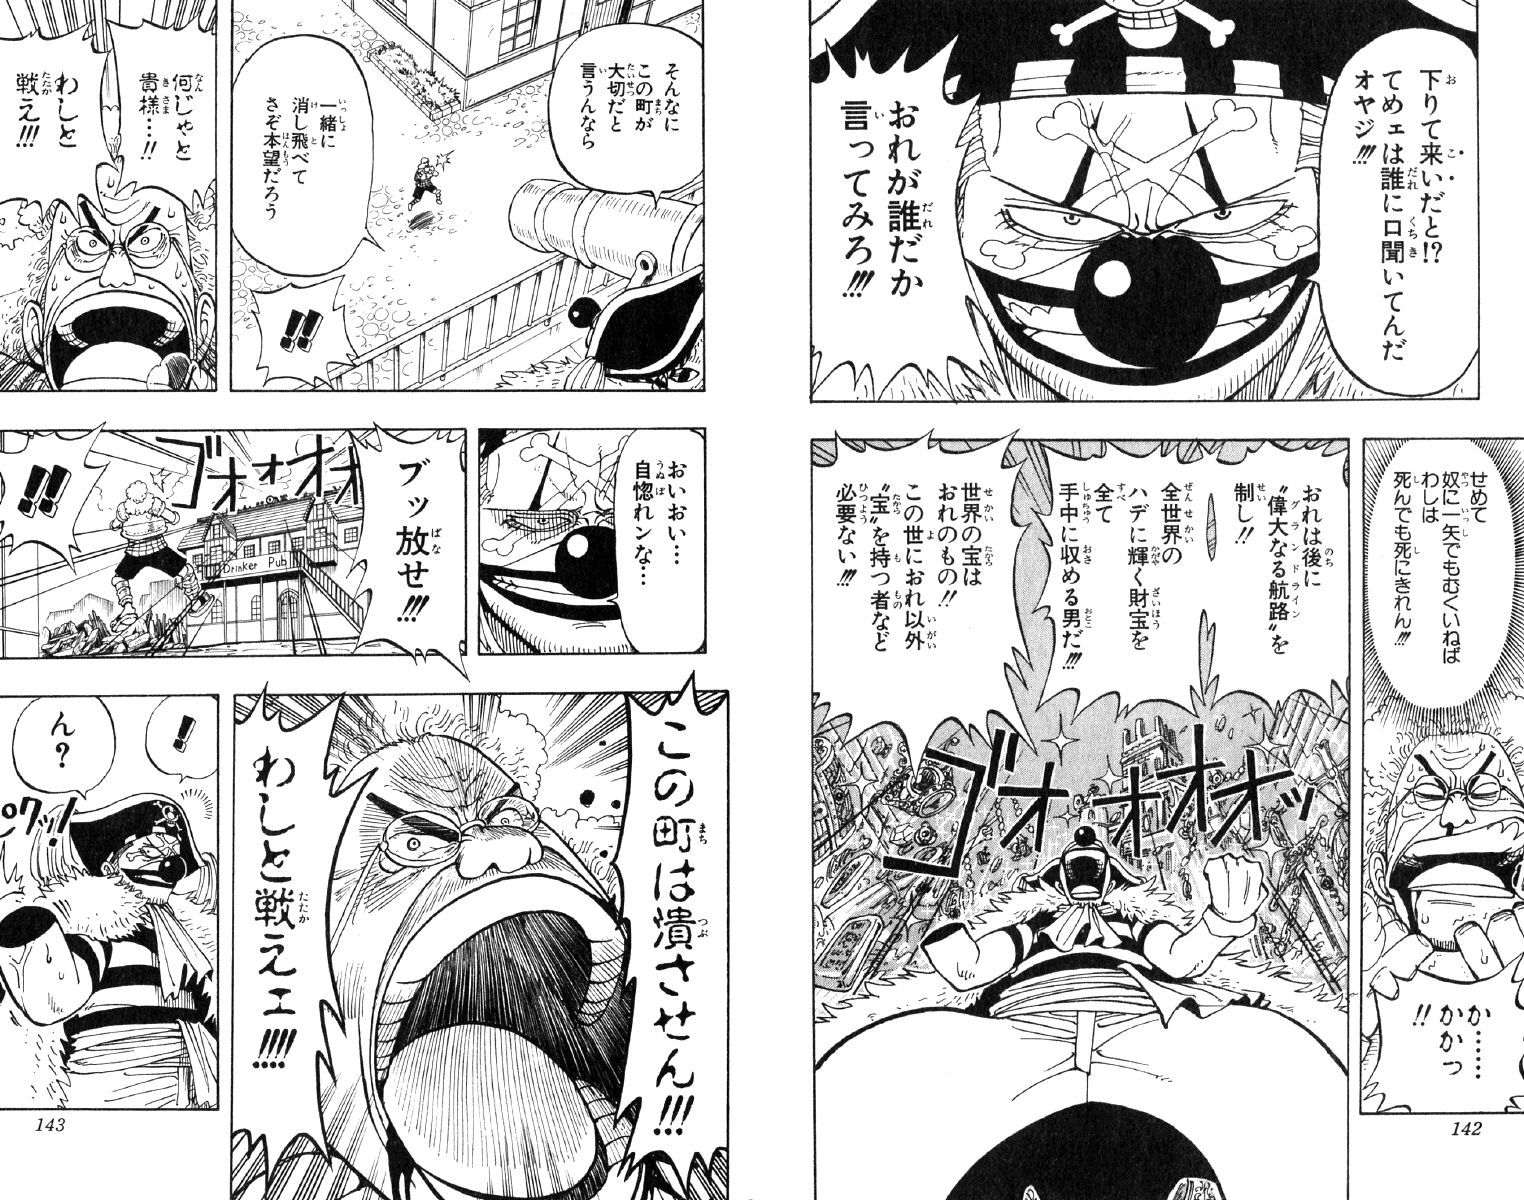 下りて来いだと!?
てめェは誰に口聞いてんだ
オヤジ!!!
おれが誰だか
言ってみろ!!!
せめて
奴に一矢でもむくいねば
わしは
死んでも死にきれん!!!
か……
かかっ
!!
おれは後に
“偉大なる航路”を
制し!!
全世界の
ハデに輝く財宝を
全て
手中に収める男だ!!!
世界の宝は
おれのもの!!
この世におれ以外
“宝”を持つ者など
必要ない!!!
ゴオオオオオッ
142
そんなに
この町が
大切だと
言うんなら
一緒に
消し飛べて
さぞ本望だろう
!!
何じゃと
貴様…!!
わしと
戦え!!!
おいおい…
自惚れンな…
ブッ放せ!!!
ゴオォオオ
Drinker Pub
!!
この町は潰させん!!!
わしと戦えェ!!!!
!
ん?
ピクッ!
143